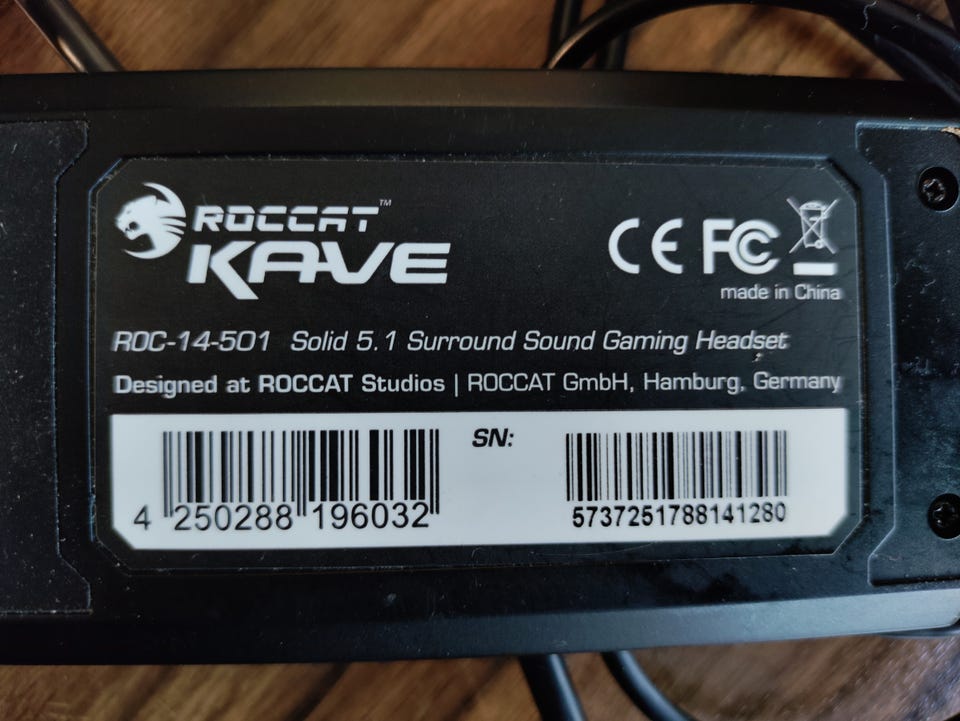 ROCCAT™
KAVE
CE FC
made in China
ROC-14-501 Solid 5.1 Surround Sound Gaming Headset
Designed at ROCCAT Studios | ROCCAT GmbH, Hamburg, Germany
SN:
4 250288 196032
5737251788141280